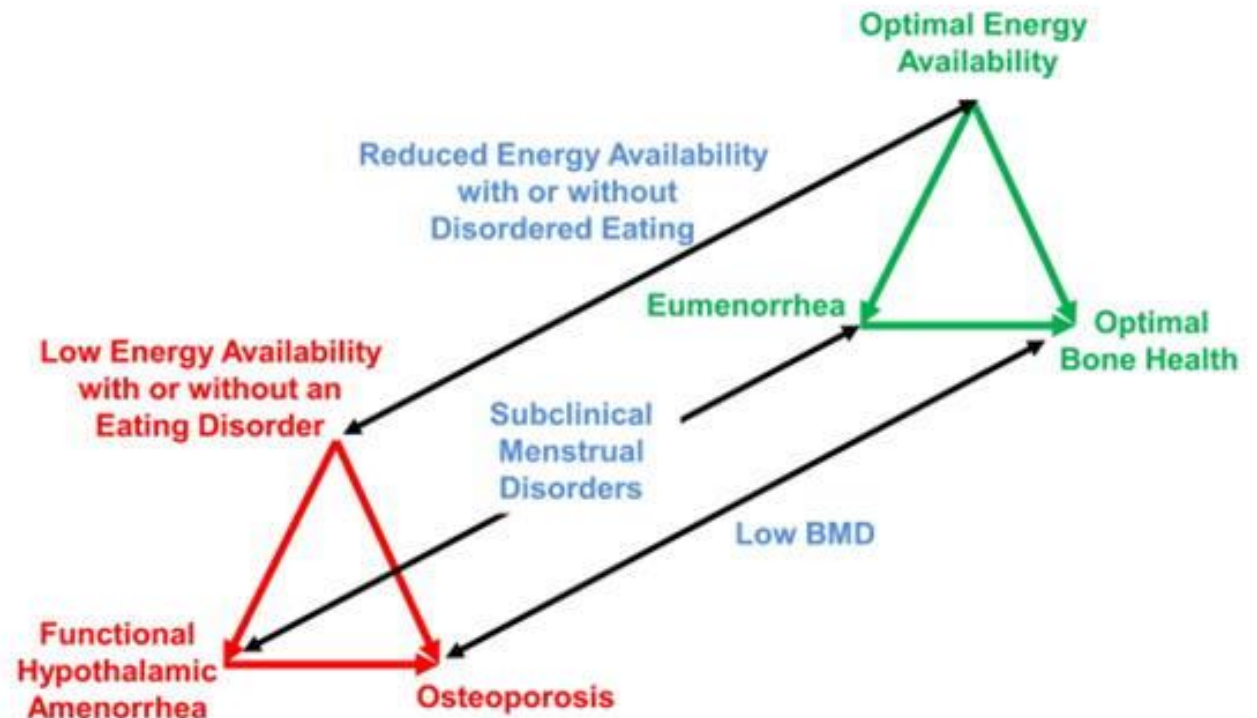 Optimal Energy
Availability
Reduced Energy Availability
with or without
Disordered Eating
Eumenorrhea
Optimal
Bone Health
Low Energy Availability
with or without an
Eating Disorder
Subclinical
Menstrual
Disorders
Low BMD
Functional
Hypothalamic
Amenorrhea
Osteoporosis